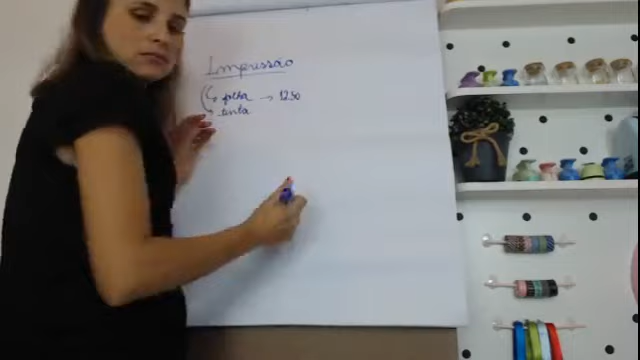 Impressão
↳ folha → 12.50
↳ tinta